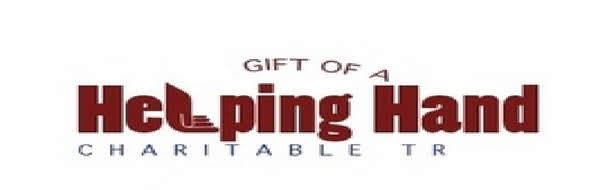 GIFT OF A
Helping Hand
CHARITABLE TR